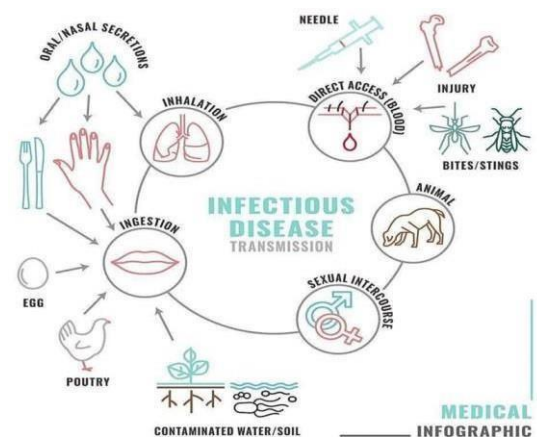 ORAL/NASAL SECRETIONS
NEEDLE
INJURY
BITES/STINGS
INHALATION
DIRECT ACCESS (BLOOD)
ANIMAL
INFECTIOUS
DISEASE
TRANSMISSION
INGESTION
SEXUAL INTERCOURSE
EGG
POUTRY
CONTAMINATED WATER/SOIL
MEDICAL
INFOGRAPHIC